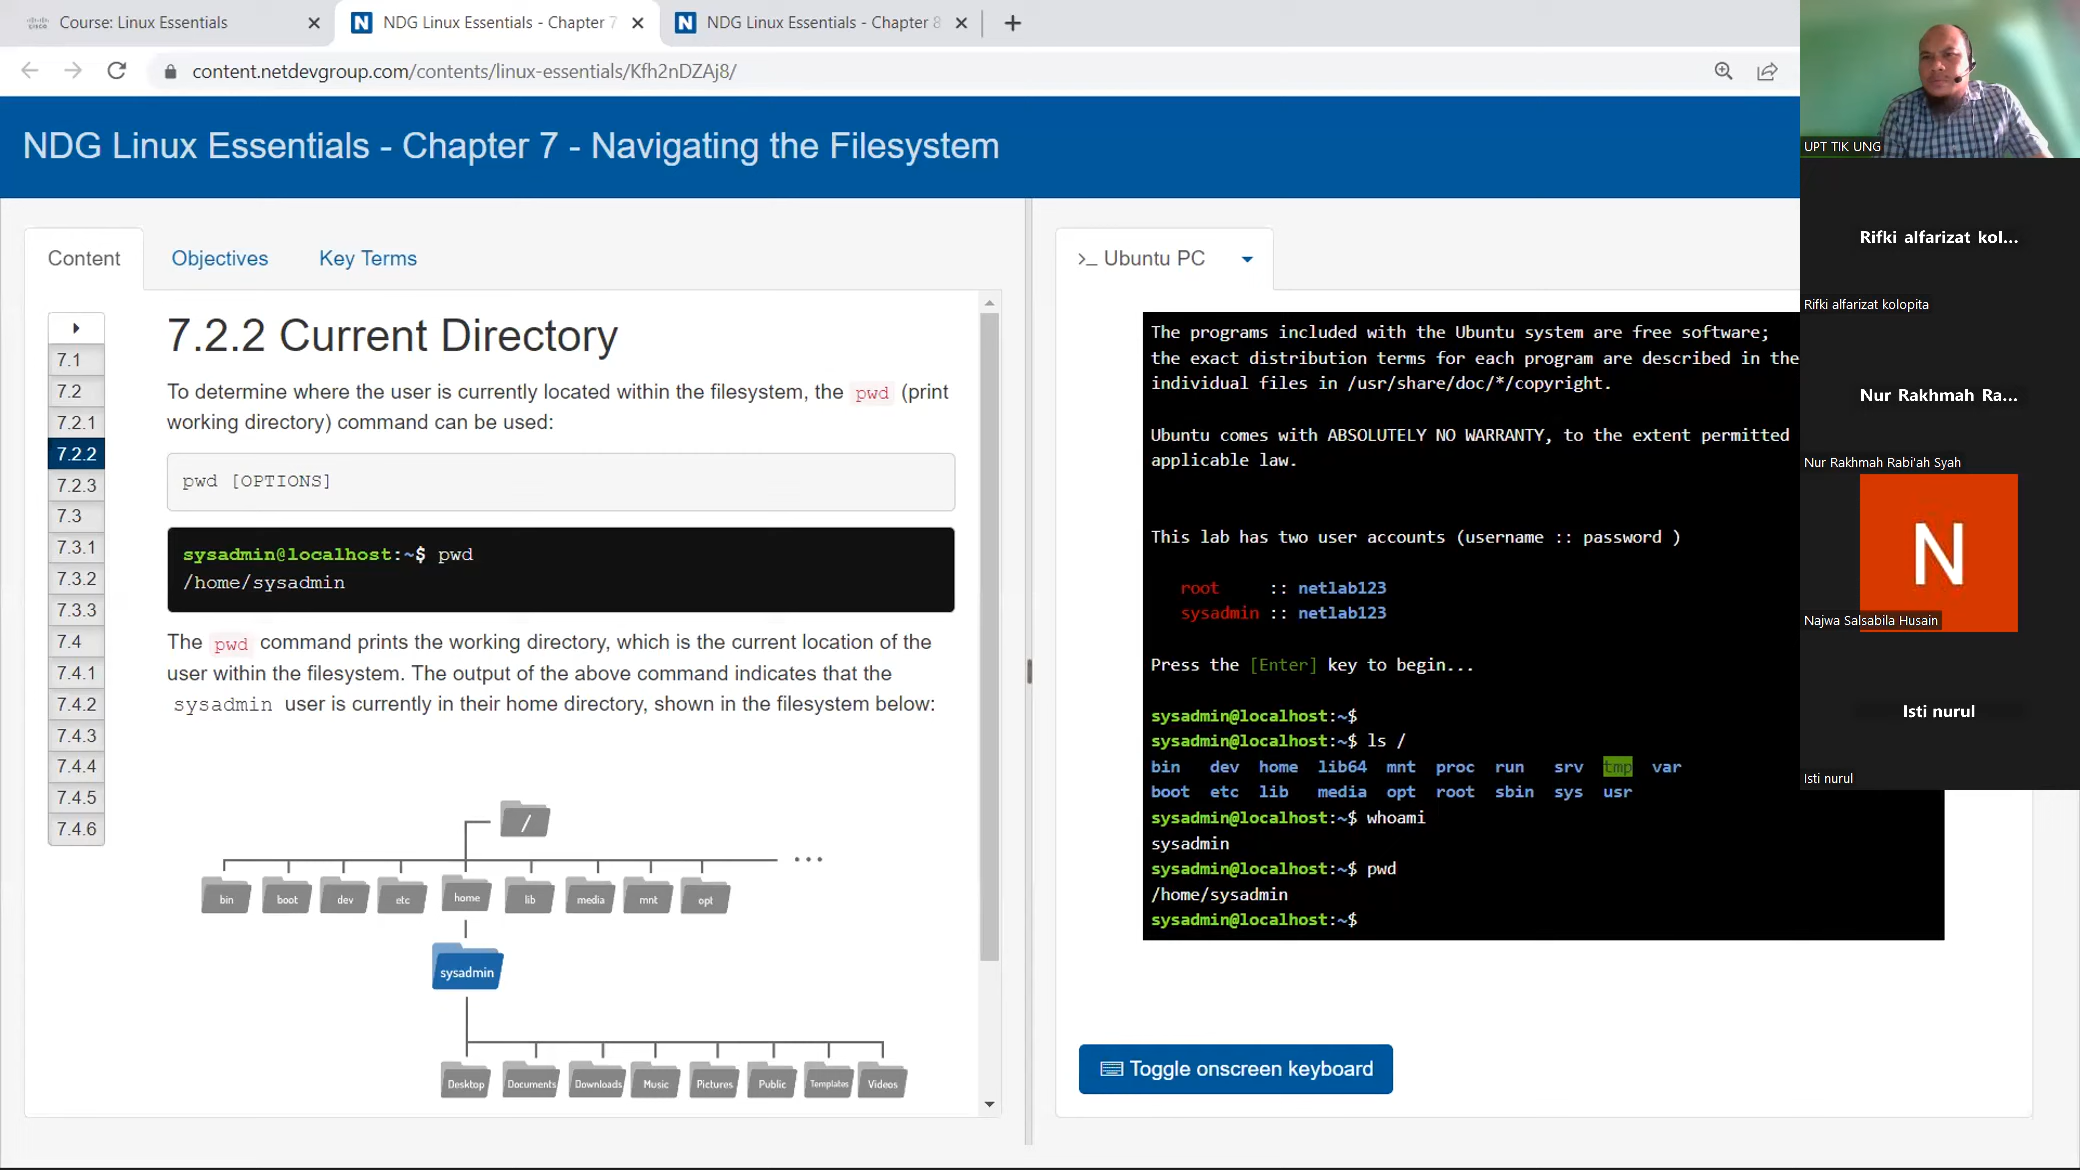 Course: Linux Essentials
NDG Linux Essentials - Chapter 7
NDG Linux Essentials - Chapter 8
content.netdevgroup.com/contents/linux-essentials/Kfh2nDZAj8/
NDG Linux Essentials - Chapter 7 - Navigating the Filesystem
Content
Objectives
Key Terms
7.1
7.2
7.2.1
7.2.2
7.2.3
7.3
7.3.1
7.3.2
7.3.3
7.4
7.4.1
7.4.2
7.4.3
7.4.4
7.4.5
7.4.6
7.2.2 Current Directory
To determine where the user is currently located within the filesystem, the pwd (print
working directory) command can be used:
pwd [OPTIONS]
sysadmin@localhost:~$ pwd
/home/sysadmin
The pwd command prints the working directory, which is the current location of the
user within the filesystem. The output of the above command indicates that the
sysadmin user is currently in their home directory, shown in the filesystem below:
/
bin boot dev etc home lib media mnt opt
sysadmin
Desktop Documents Downloads Music Pictures Public Templates Videos
>_ Ubuntu PC
The programs included with the Ubuntu system are free software;
the exact distribution terms for each program are described in the
individual files in /usr/share/doc/*/copyright.
Ubuntu comes with ABSOLUTELY NO WARRANTY, to the extent permitted
applicable law.
This lab has two user accounts (username :: password )
root :: netlab123
sysadmin :: netlab123
Press the [Enter] key to begin...
sysadmin@localhost:~$
sysadmin@localhost:~$ ls /
bin dev home lib64 mnt proc run srv tmp var
boot etc lib media opt root sbin sys usr
sysadmin@localhost:~$ whoami
sysadmin
sysadmin@localhost:~$ pwd
/home/sysadmin
sysadmin@localhost:~$
Toggle onscreen keyboard
UPT TIK UNG
Rifki alfarizat kol...
Rifki alfarizat kolopita
Nur Rakhmah Ra...
Nur Rakhmah Rabi'ah Syah
N
Najwa Salsabila Husain
Isti nurul
Isti nurul